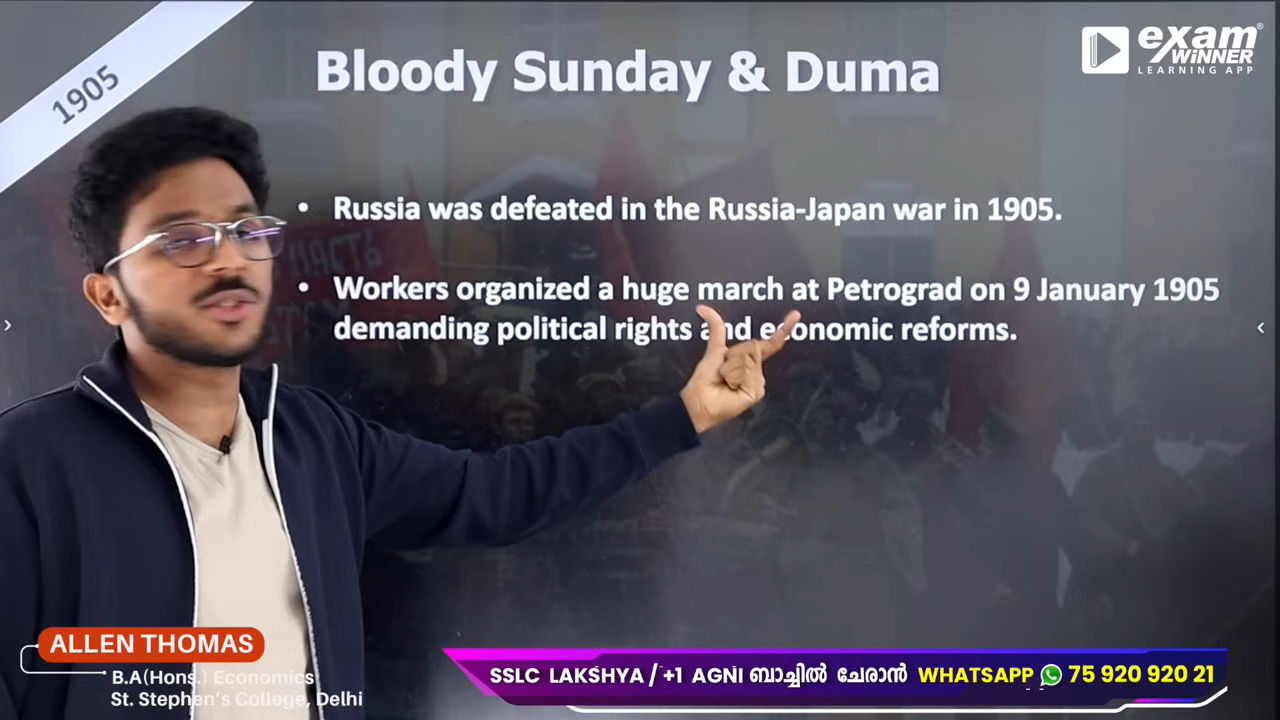 1905
Bloody Sunday & Duma
exam
WINNER
LEARNING APP
• Russia was defeated in the Russia-Japan war in 1905.
• Workers organized a huge march at Petrograd on 9 January 1905
demanding political rights and economic reforms.
ALLEN THOMAS
B.A(Hons.) Economics
St. Stephen's College, Delhi
SSLC LAKSHYA / +1 AGNI ബാച്ചിൽ ചേരാൻ WHATSAPP 75 920 920 21